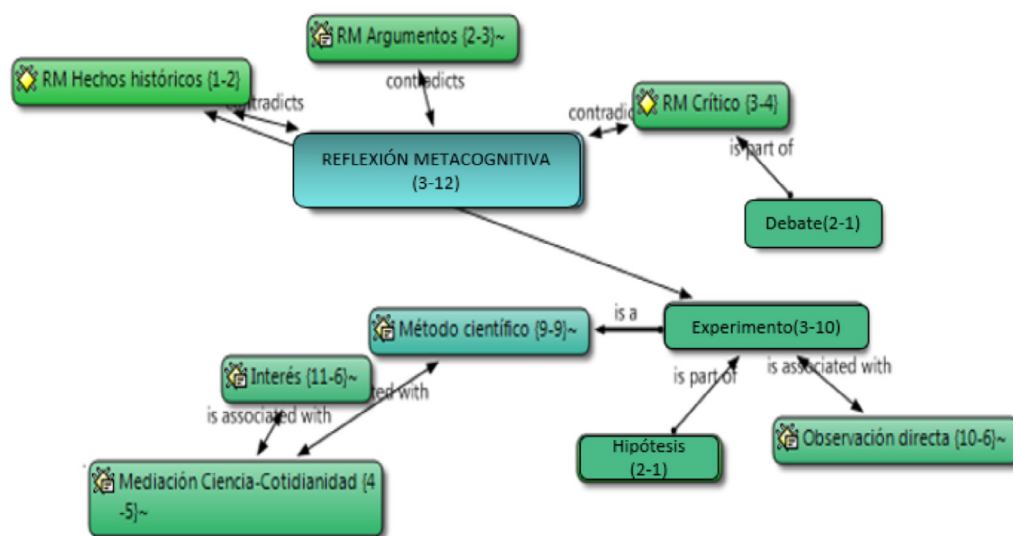 RM Argumentos {2-3}~
RM Hechos históricos {1-2}
contradicts
contradicts
RM Crítico {3-4}
is part of
REFLEXIÓN METACOGNITIVA
(3-12)
Debate(2-1)
Método científico {9-9}~
is a
Experimento(3-10)
Interés {11-6}~
is associated with
with
is part of
is associated with
Hipótesis
(2-1)
Observación directa {10-6}~
Mediación Ciencia-Cotidianidad {4
-5}~